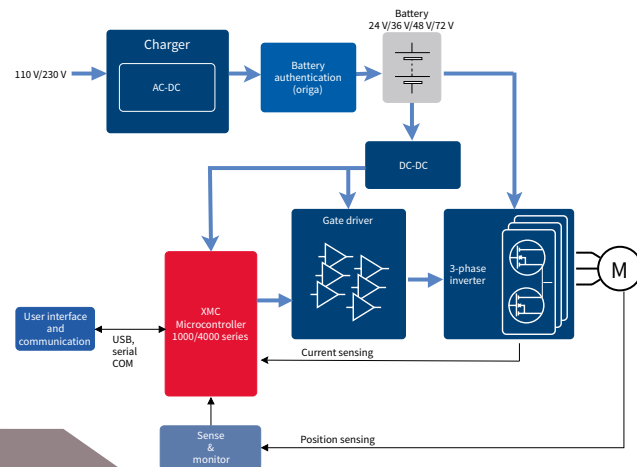 Battery
24 V/36 V/48 V/72 V
Charger
110 V/230 V
AC-DC
Battery
authentication
(origa)
DC-DC
Gate driver
3-phase
inverter
M
XMC
Microcontroller
1000/4000 series
User interface
and
communication
USB,
serial
COM
Current sensing
Sense
&
monitor
Position sensing